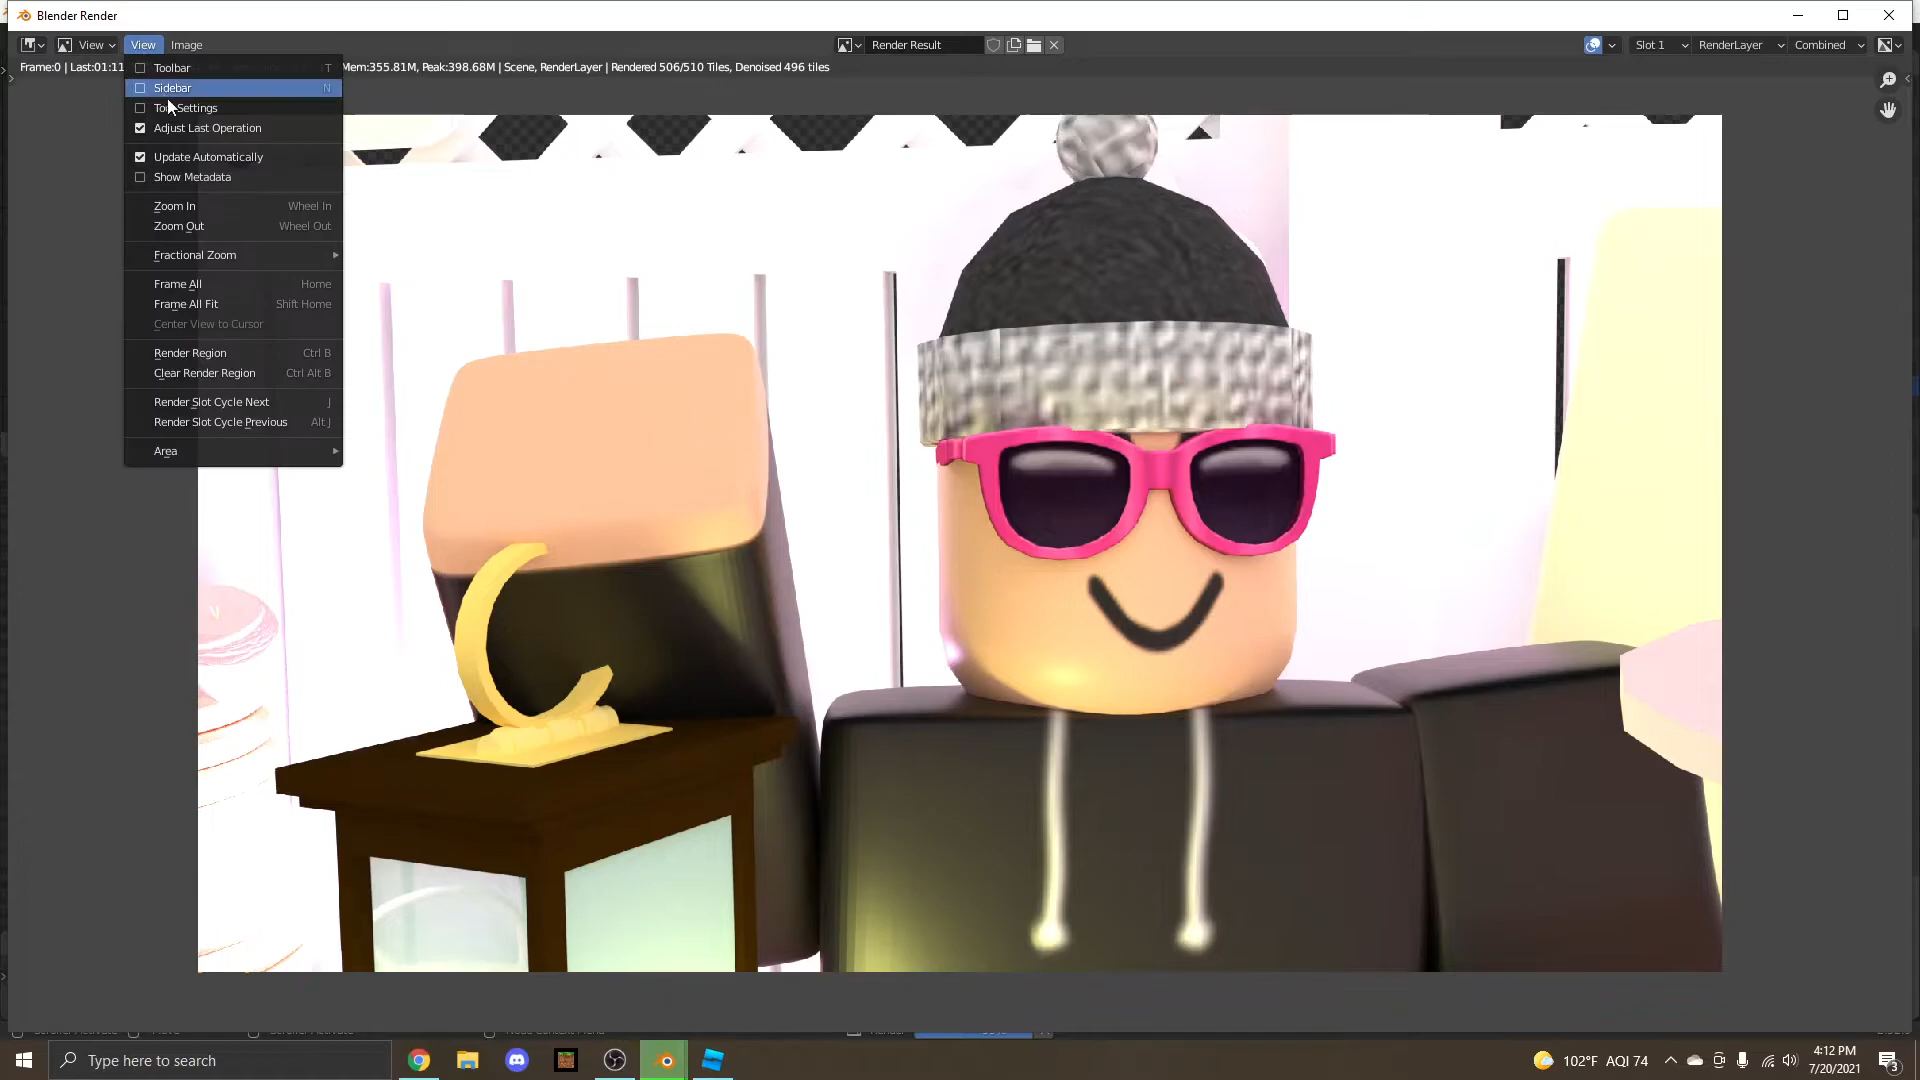 Blender Render
View View Image Render Result Slot 1 RenderLayer Combined
Frame:0 | Last:01:11 Mem:355.81M, Peak:398.68M | Scene, RenderLayer | Rendered 506/510 Tiles, Denoised 496 tiles
Toolbar T
Sidebar N
Settings
Adjust Last Operation
Update Automatically
Show Metadata
Zoom In Wheel In
Zoom Out Wheel Out
Fractional Zoom
Frame All Home
Frame All Fit Shift Home
Center View to Cursor
Render Region Ctrl B
Clear Render Region Ctrl Alt B
Render Slot Cycle Next J
Render Slot Cycle Previous Alt J
Area
Type here to search
102°F AQI 74
4:12 PM
7/20/2021
3